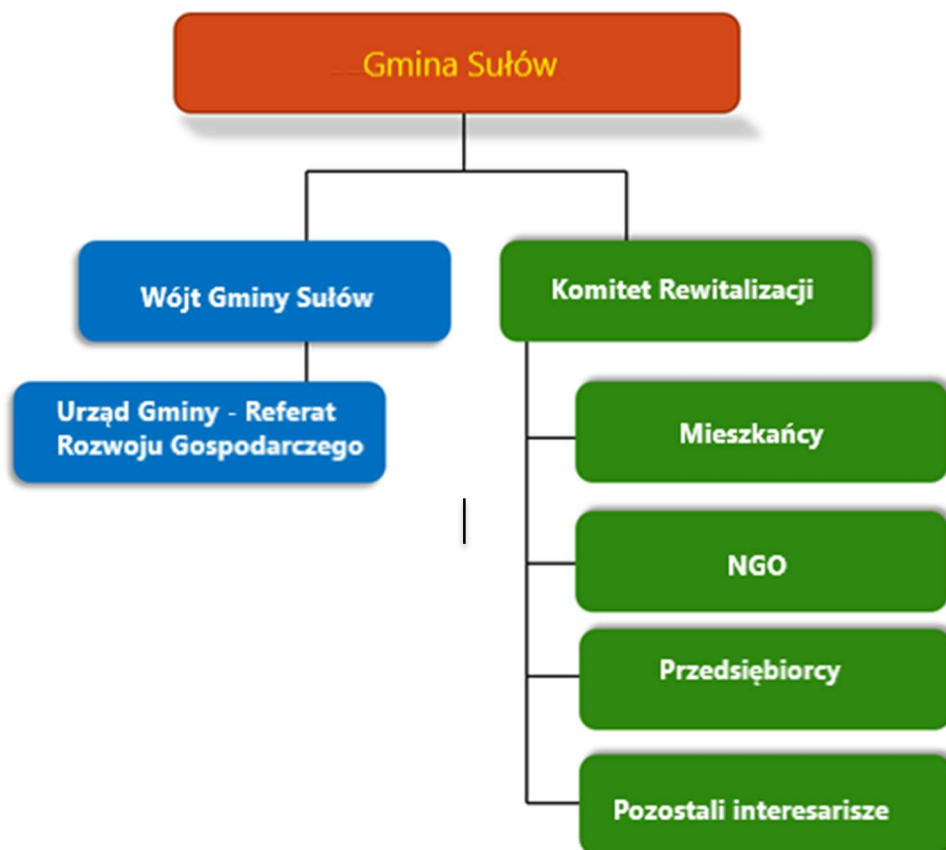 Gmina Sułów
Wójt Gminy Sułów
Komitet Rewitalizacji
Urząd Gminy - Referat
Rozwoju Gospodarczego
Mieszkańcy
NGO
Przedsiębiorcy
Pozostali interesarisze